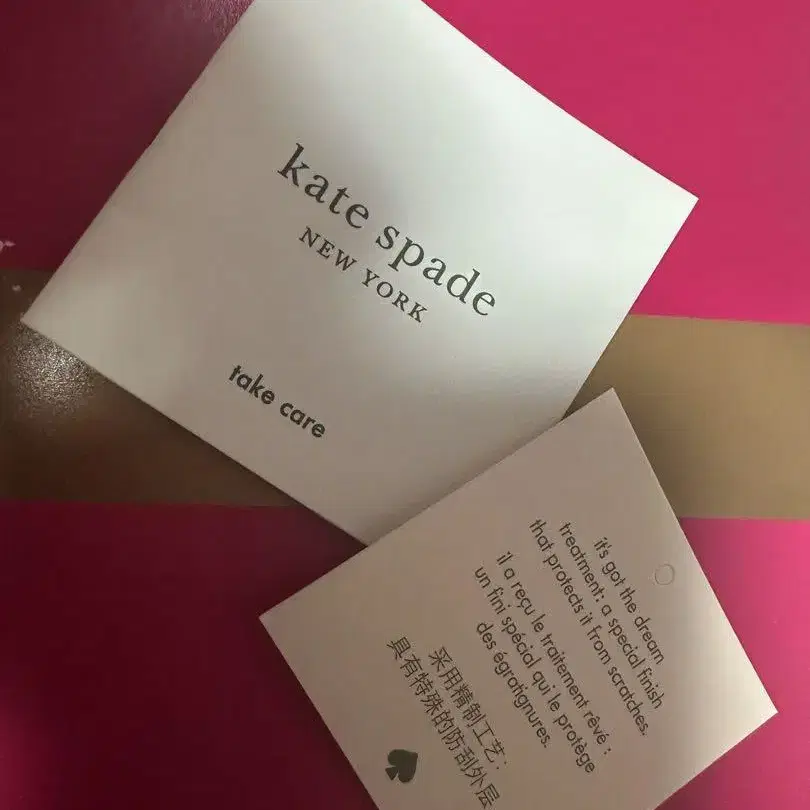 kate spade
NEW YORK
take care
it's got the dream
treatment: a special finish
that protects it from scratches.
il a reçu le traitement rêvé :
un fini spécial qui le protège
des égratignures.
采用精制工艺：
具有特殊的防刮外层